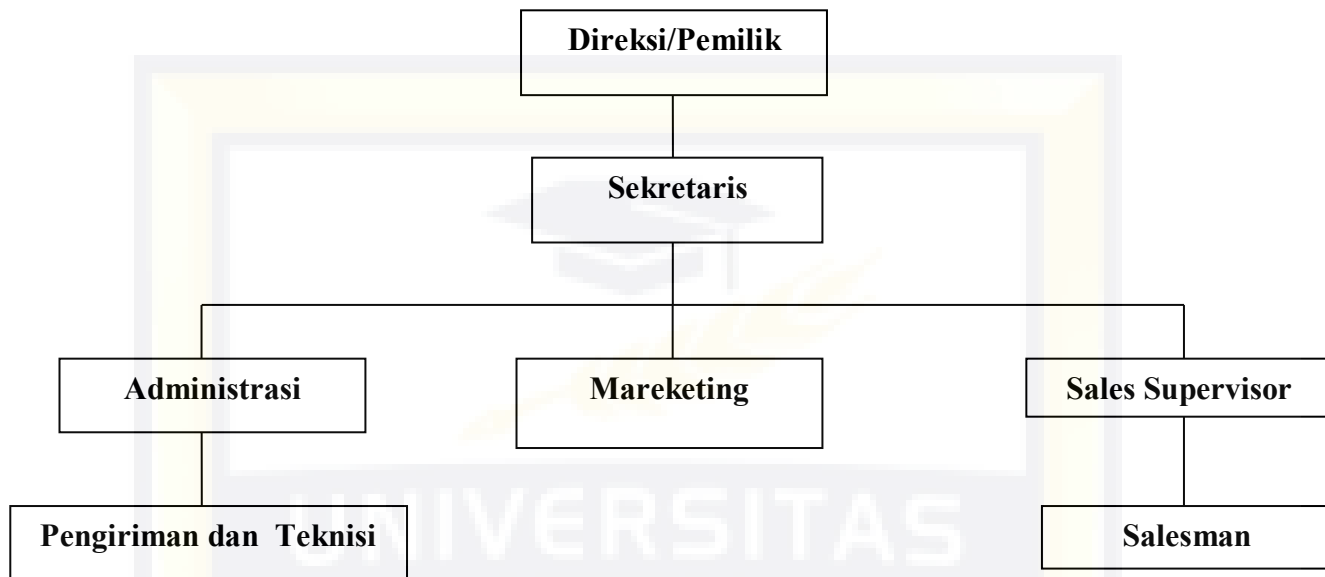 Direksi/Pemilik
Sekretaris
Administrasi
Mareketing
Sales Supervisor
Pengiriman dan Teknisi
Salesman
UNIVERSITAS